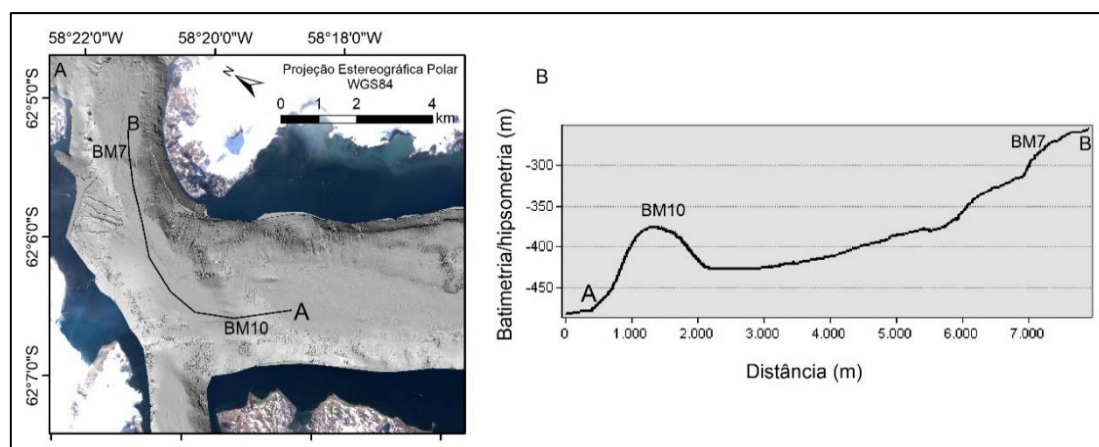 58°22'0"W 58°20'0"W 58°18'0"W
A
N
Projeção Estereográfica Polar
WGS84
0 1 2 4
km
62°5'0"S
62°6'0"S
62°7'0"S
B
BM7
A
BM10
B
Batimetria/hipsometria (m)
-300
-350
-400
-450
BM7
B
BM10
A
0 1.000 2.000 3.000 4.000 5.000 6.000 7.000
Distância (m)